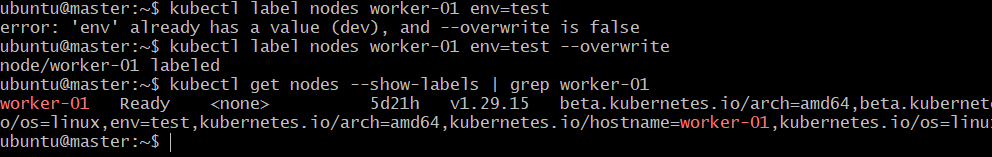 ubuntu@master:~$ kubectl label nodes worker-01 env=test
error: 'env' already has a value (dev), and --overwrite is false
ubuntu@master:~$ kubectl label nodes worker-01 env=test --overwrite
node/worker-01 labeled
ubuntu@master:~$ kubectl get nodes --show-labels | grep worker-01
worker-01   Ready    <none>          5d21h   v1.29.15   beta.kubernetes.io/arch=amd64,beta.kubernete
o/os=linux,env=test,kubernetes.io/arch=amd64,kubernetes.io/hostname=worker-01,kubernetes.io/os=linu
ubuntu@master:~$